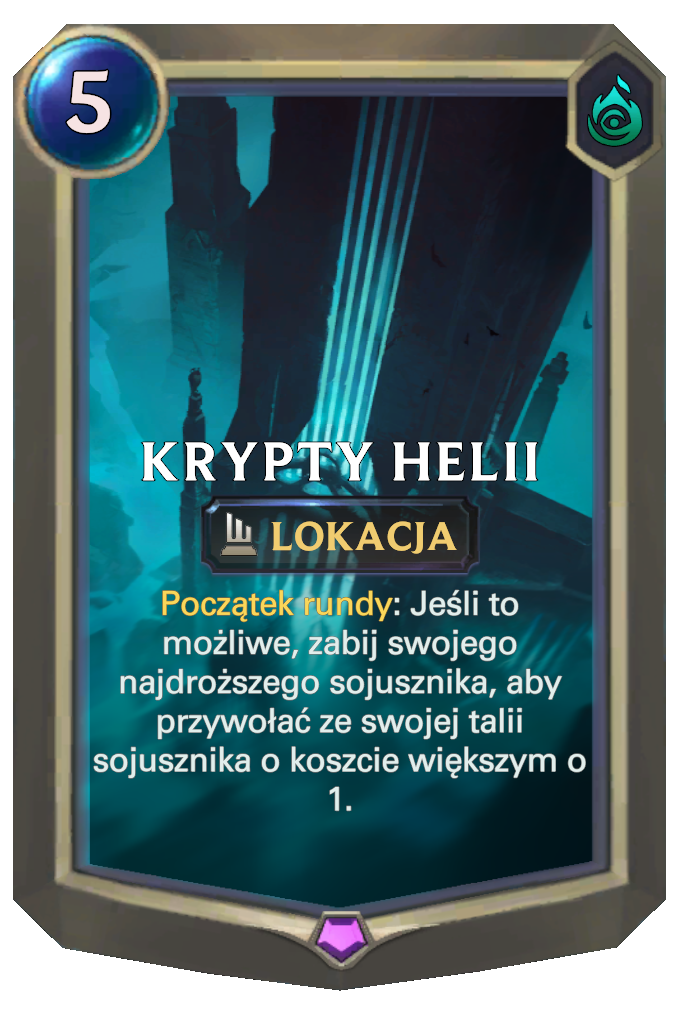 5
KRYPTY HELII
LOKACJA
Początek rundy: Jeśli to
możliwe, zabij swojego
najdroższego sojusznika, aby
przywołać ze swojej talii
sojusznika o koszcie większym o
1.